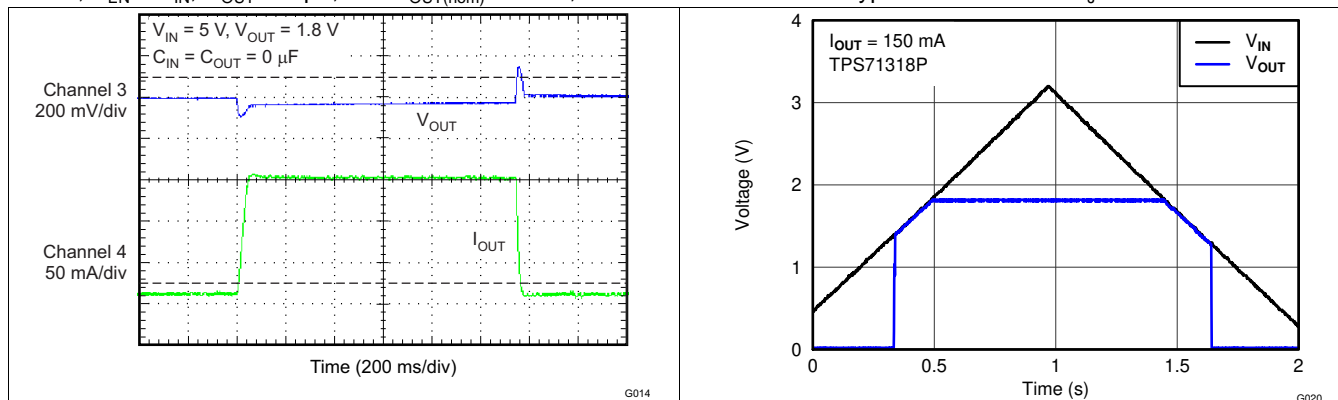 V_IN = 5 V, V_OUT = 1.8 V
C_IN = C_OUT = 0 μF
Channel 3
200 mV/div
V_OUT
I_OUT
Channel 4
50 mA/div
Time (200 ms/div)
G014
I_OUT = 150 mA
TPS71318P
V_IN
V_OUT
4
3
2
1
0
Voltage (V)
0 0.5 1 1.5 2
Time (s)
G020